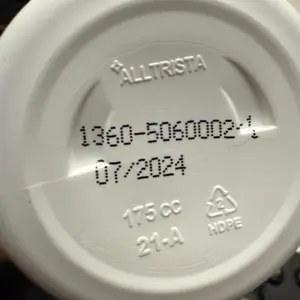 ALLTRISTA
1360-5060002-1
07/2024
175 CC
21-A
2
HDPE